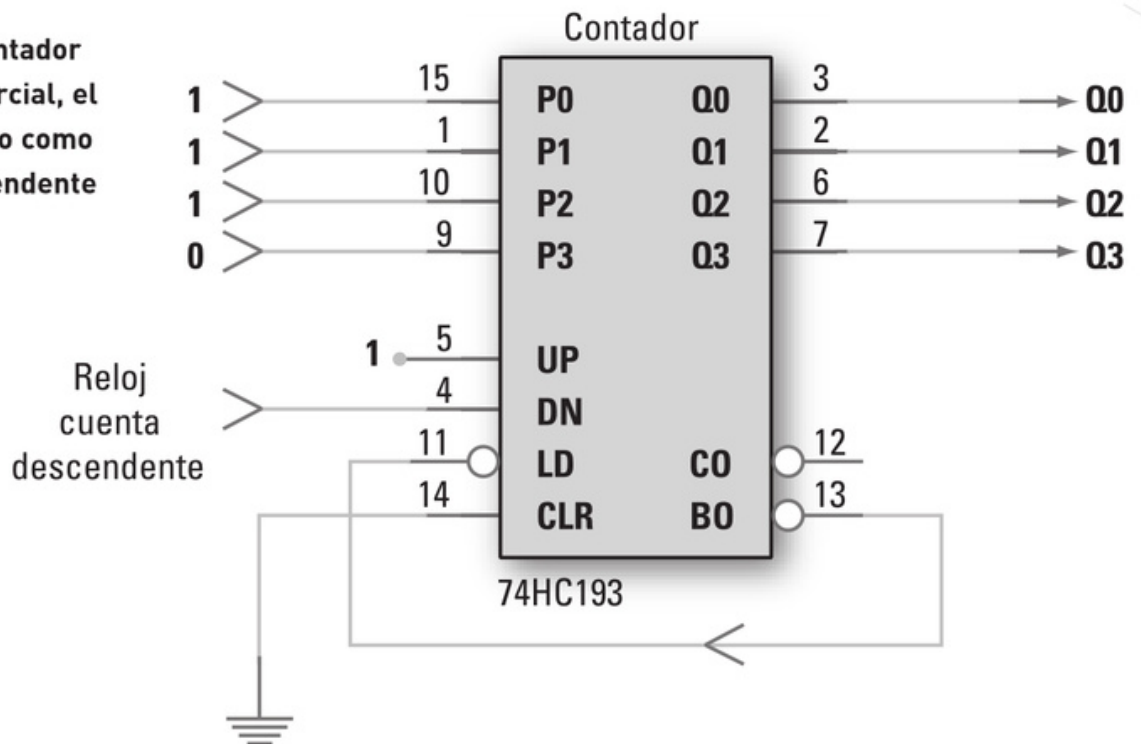 Contador
ntador
rcial, el
o como
endente
1
1
1
0
15
1
10
9
P0
P1
P2
P3
Q0
Q1
Q2
Q3
3
2
6
7
Q0
Q1
Q2
Q3
1
5
UP
Reloj
cuenta
descendente
4
DN
11
LD
CO
12
14
CLR
BO
13
74HC193